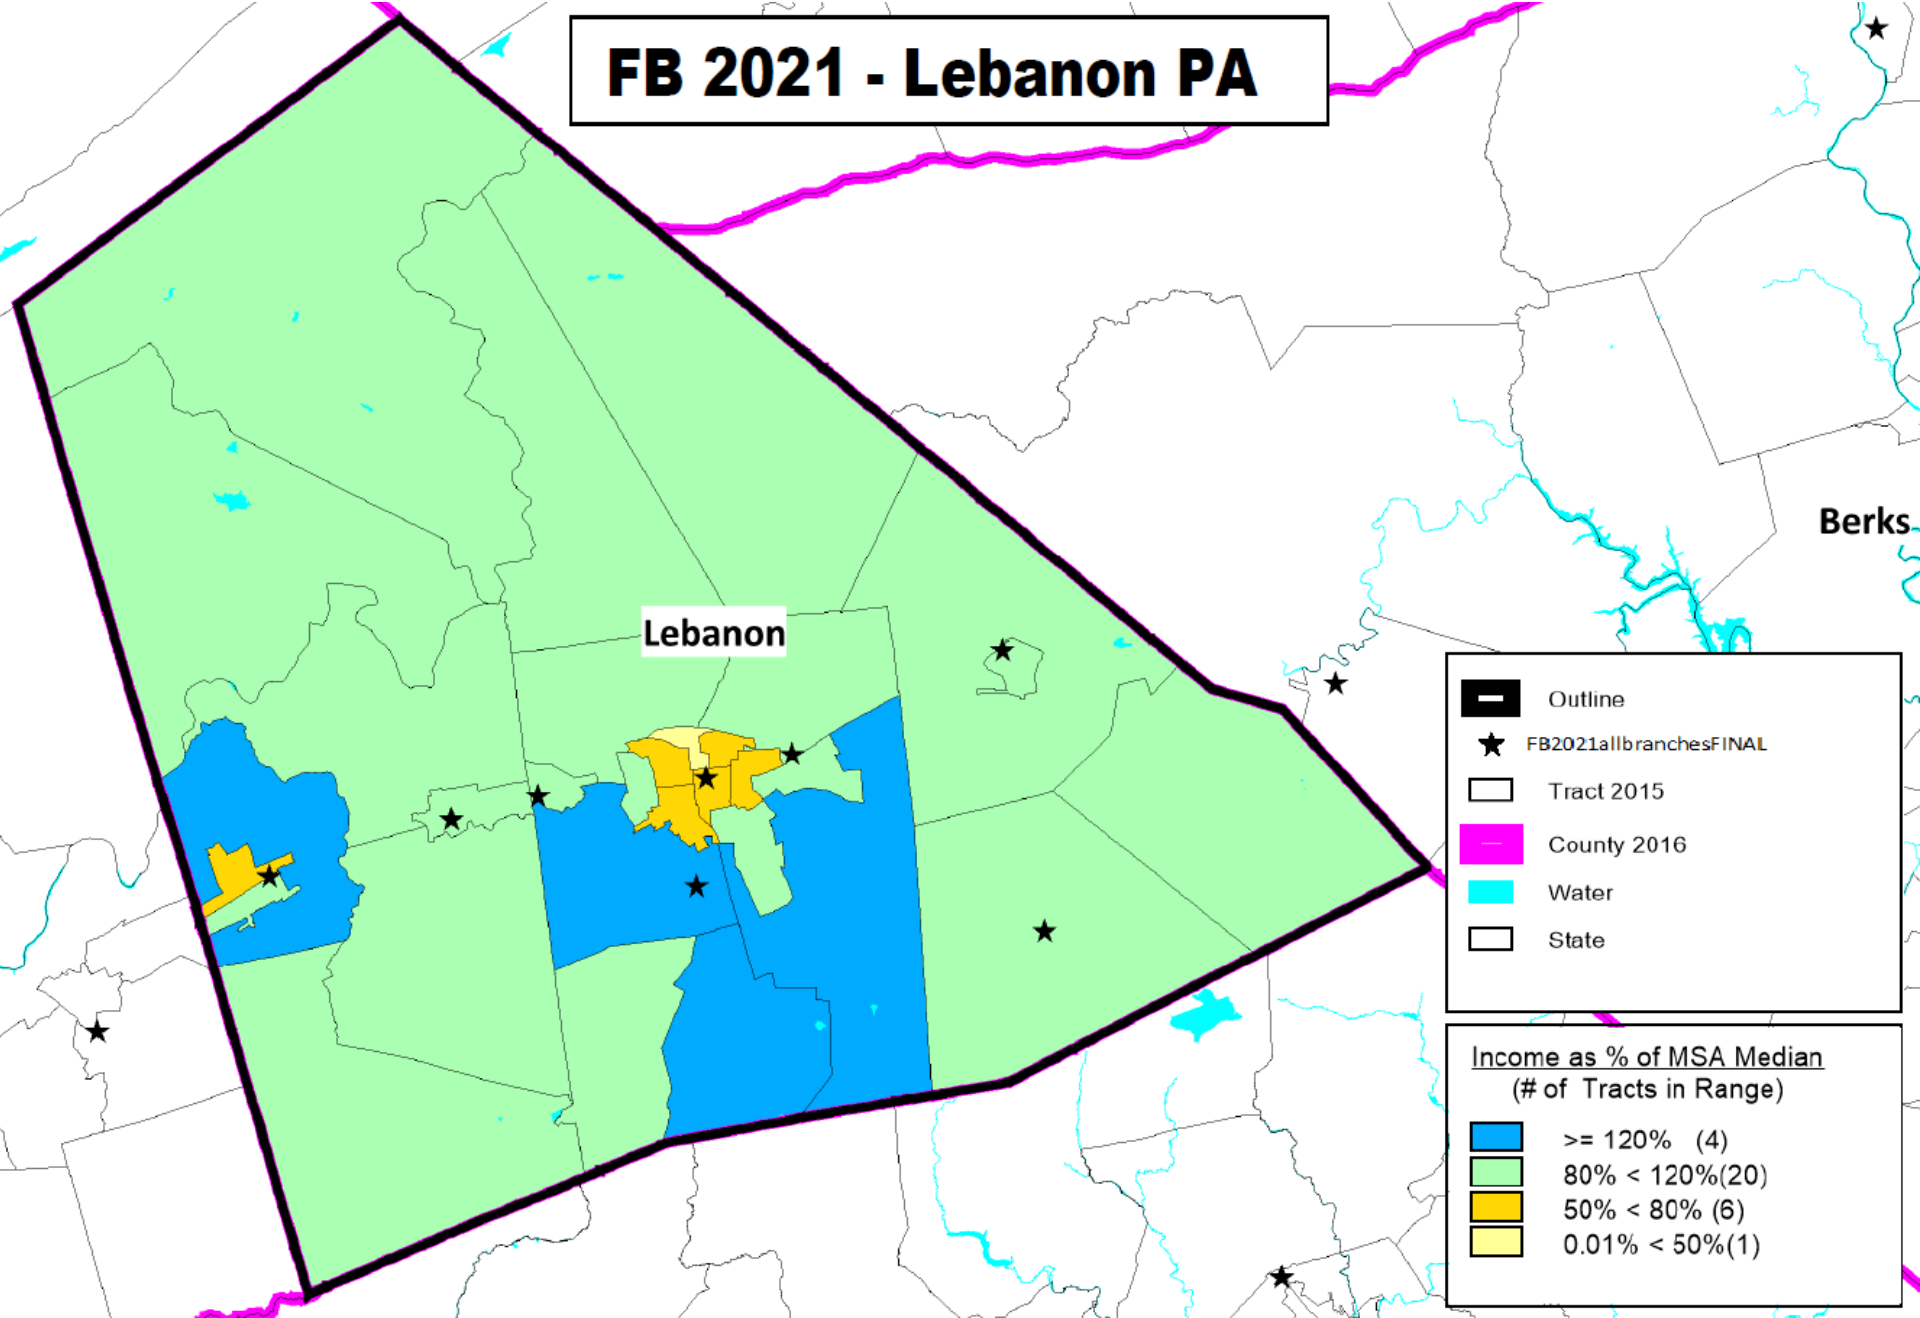 FB 2021 - Lebanon PA
Berks
Lebanon
Outline
FB2021allbranchesFINAL
Tract 2015
County 2016
Water
State
Income as % of MSA Median
(# of Tracts in Range)
>= 120% (4)
80% < 120%(20)
50% < 80% (6)
0.01% < 50%(1)